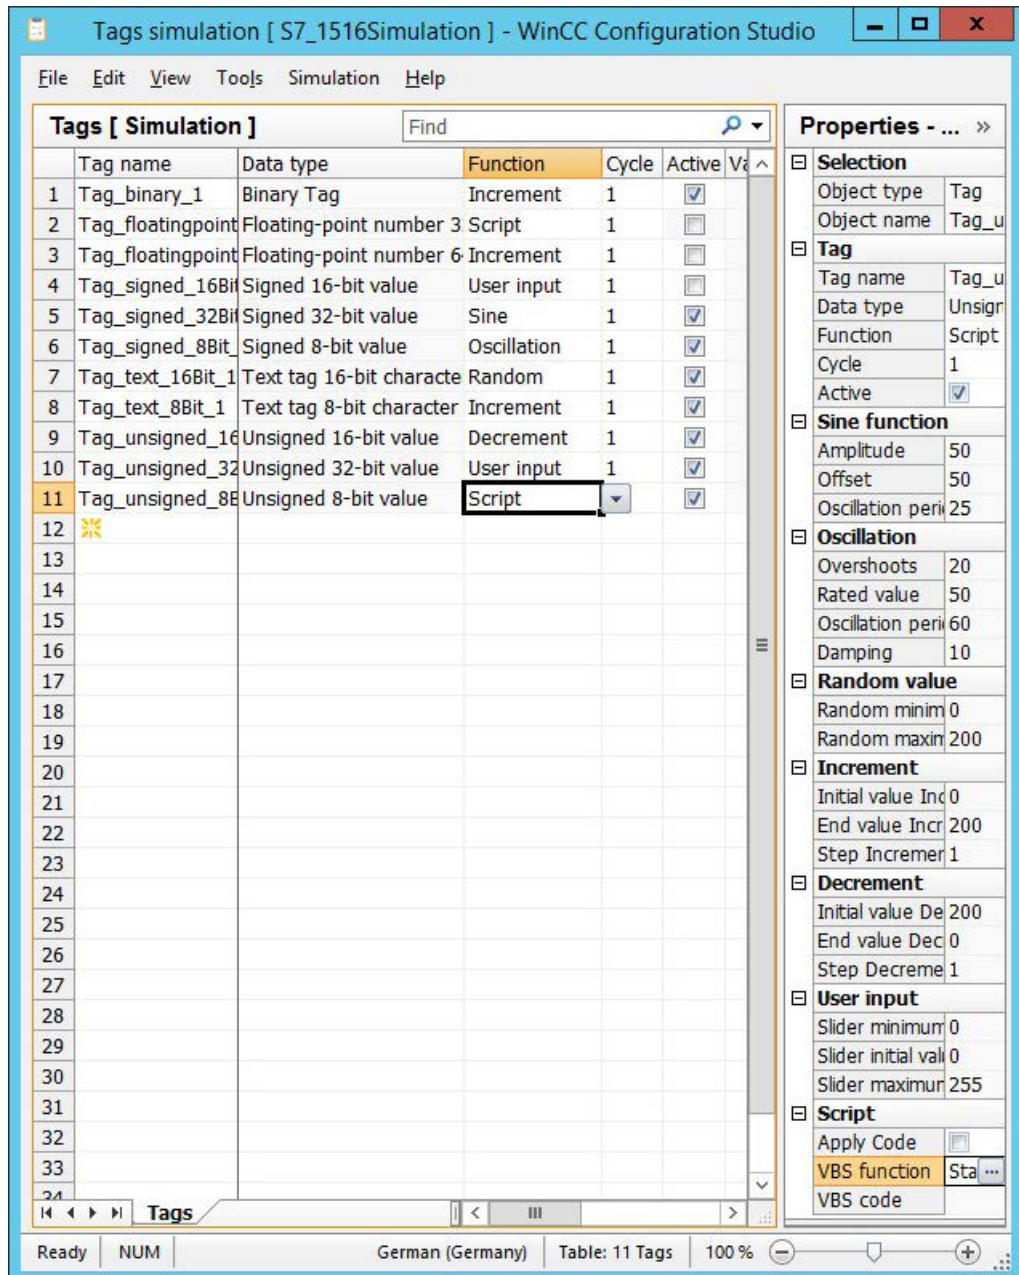 Tags simulation [ S7_1516Simulation ] - WinCC Configuration Studio
File Edit View Tools Simulation Help
Tags [ Simulation ] Find
Tag name Data type Function Cycle Active Va
1 Tag_binary_1 Binary Tag Increment 1
2 Tag_floatingpoint Floating-point number 3 Script 1
3 Tag_floatingpoint Floating-point number 6 Increment 1
4 Tag_signed_16Bit Signed 16-bit value User input 1
5 Tag_signed_32Bit Signed 32-bit value Sine 1
6 Tag_signed_8Bit_ Signed 8-bit value Oscillation 1
7 Tag_text_16Bit_1 Text tag 16-bit characte Random 1
8 Tag_text_8Bit_1 Text tag 8-bit character Increment 1
9 Tag_unsigned_16 Unsigned 16-bit value Decrement 1
10 Tag_unsigned_32 Unsigned 32-bit value User input 1
11 Tag_unsigned_8B Unsigned 8-bit value Script
12
13
14
15
16
17
18
19
20
21
22
23
24
25
26
27
28
29
30
31
32
33
34
Tags
Properties - ... »
Selection
Object type Tag
Object name Tag_u
Tag
Tag name Tag_u
Data type Unsign
Function Script
Cycle 1
Active
Sine function
Amplitude 50
Offset 50
Oscillation peri 25
Oscillation
Overshoots 20
Rated value 50
Oscillation peri 60
Damping 10
Random value
Random minim 0
Random maxim 200
Increment
Initial value Inc 0
End value Incr 200
Step Incremer 1
Decrement
Initial value De 200
End value Dec 0
Step Decreme 1
User input
Slider minimum 0
Slider initial valu 0
Slider maximum 255
Script
Apply Code
VBS function Sta ...
VBS code
Ready NUM German (Germany) Table: 11 Tags 100 %